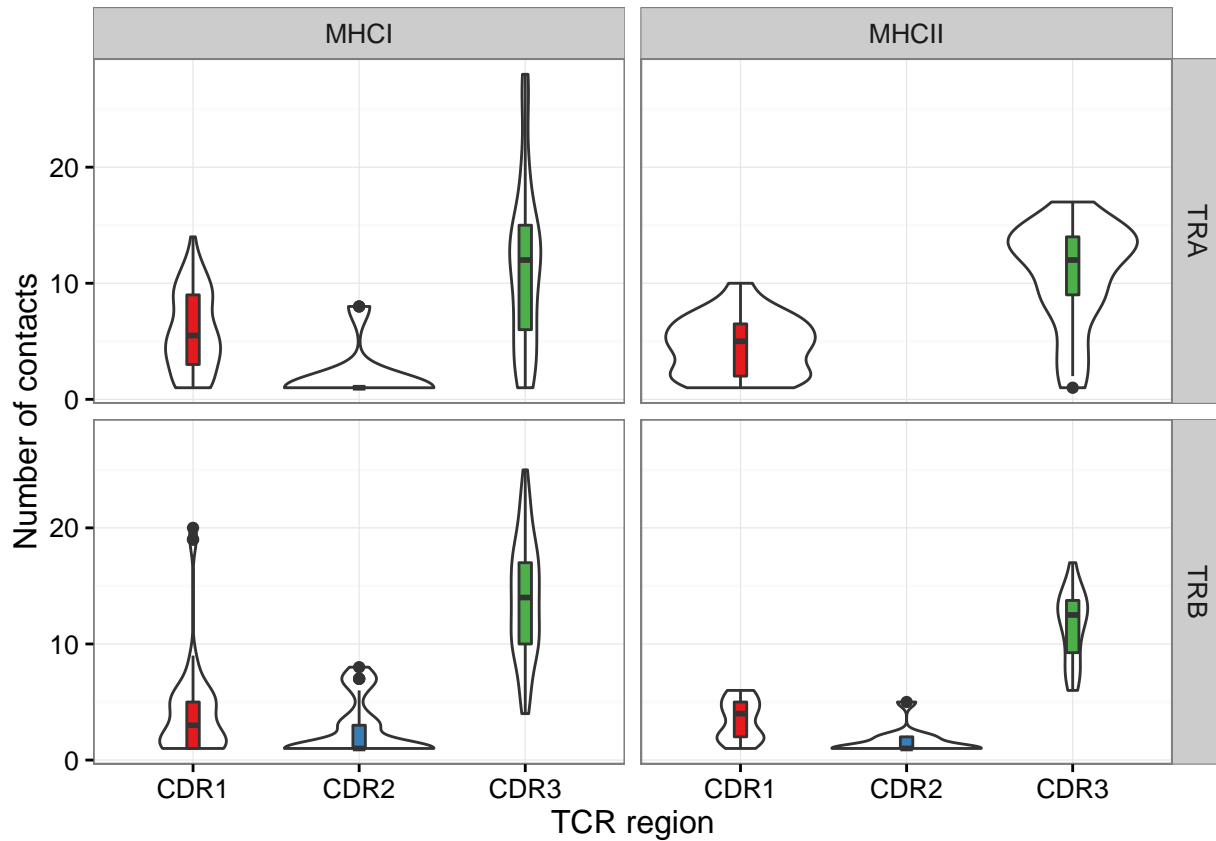 MHCI
MHCII
Number of contacts
20
10
0
TRA
20
10
0
TRB
CDR1
CDR2
CDR3
CDR1
CDR2
CDR3
TCR region